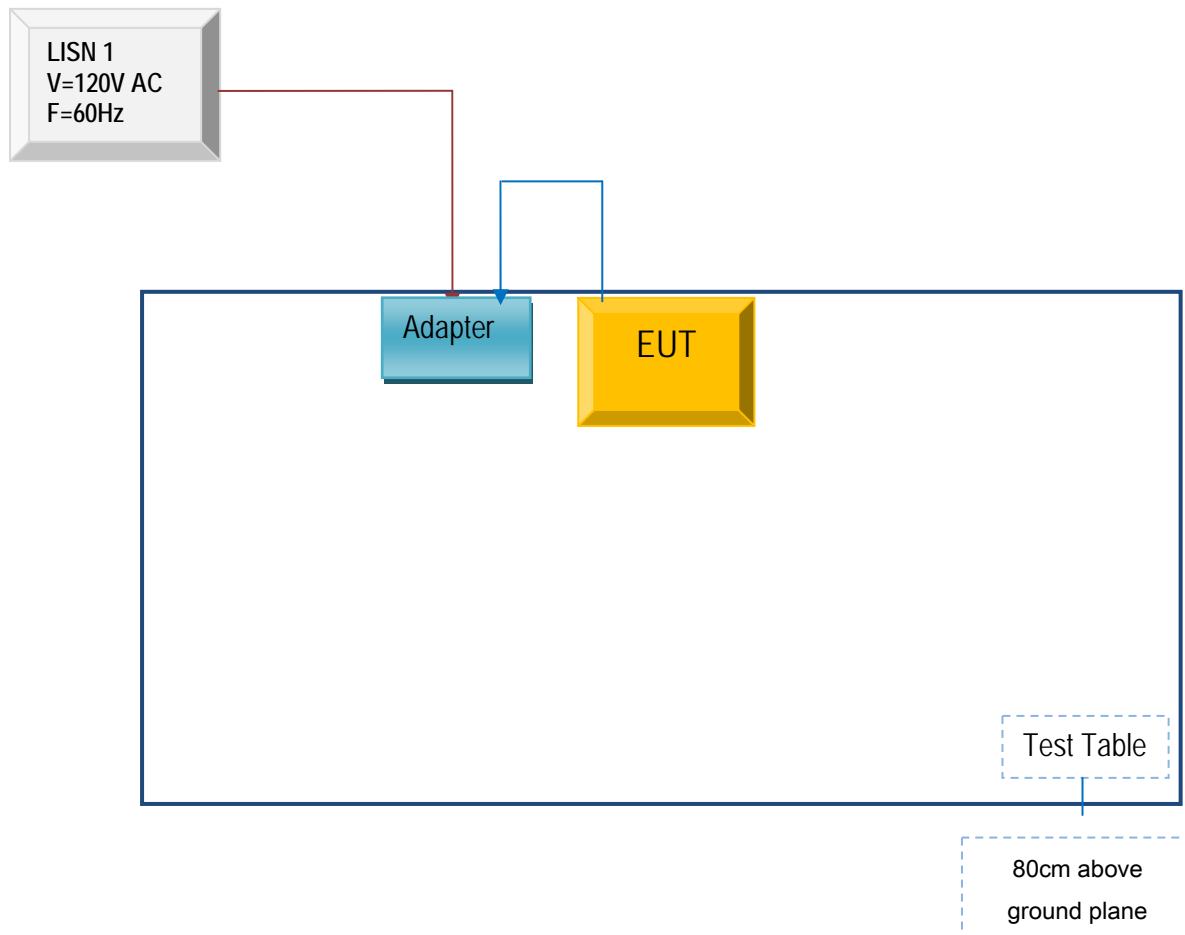 LISN 1
V=120V AC
F=60Hz
Adapter
EUT
Test Table
80cm above
ground plane